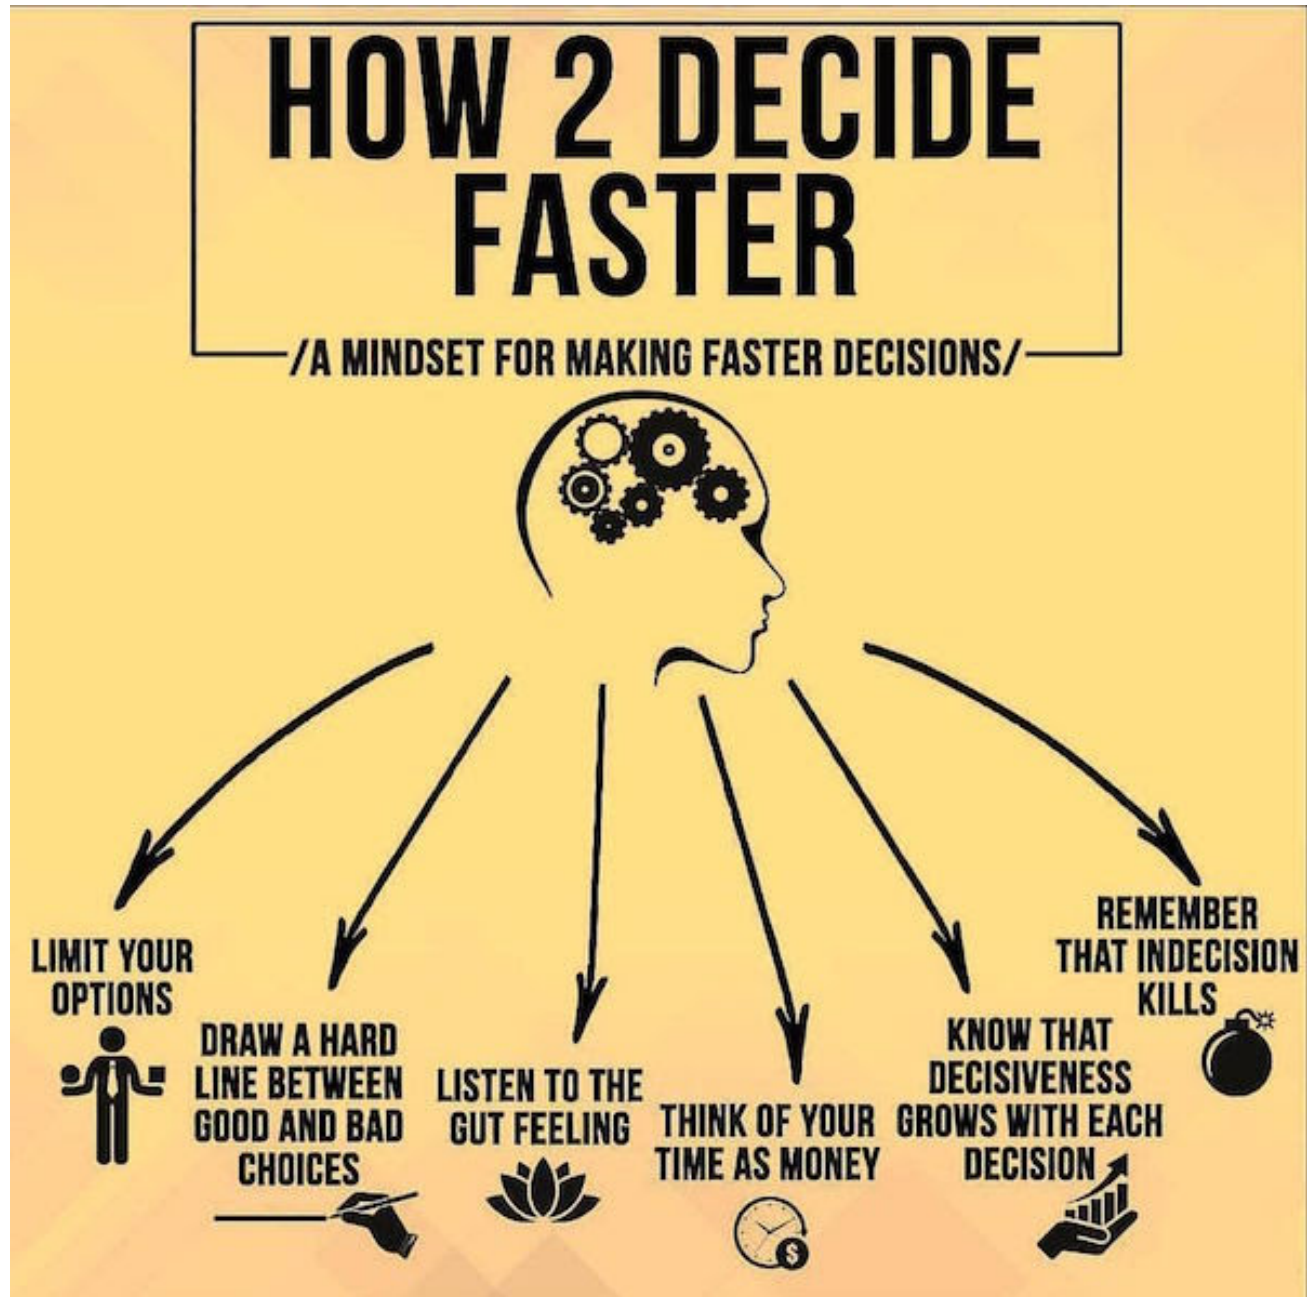 HOW 2 DECIDE
FASTER
/A MINDSET FOR MAKING FASTER DECISIONS/
LIMIT YOUR
OPTIONS
DRAW A HARD
LINE BETWEEN
GOOD AND BAD
CHOICES
LISTEN TO THE
GUT FEELING
THINK OF YOUR
TIME AS MONEY
$
KNOW THAT
DECISIVENESS
GROWS WITH EACH
DECISION
REMEMBER
THAT INDECISION
KILLS